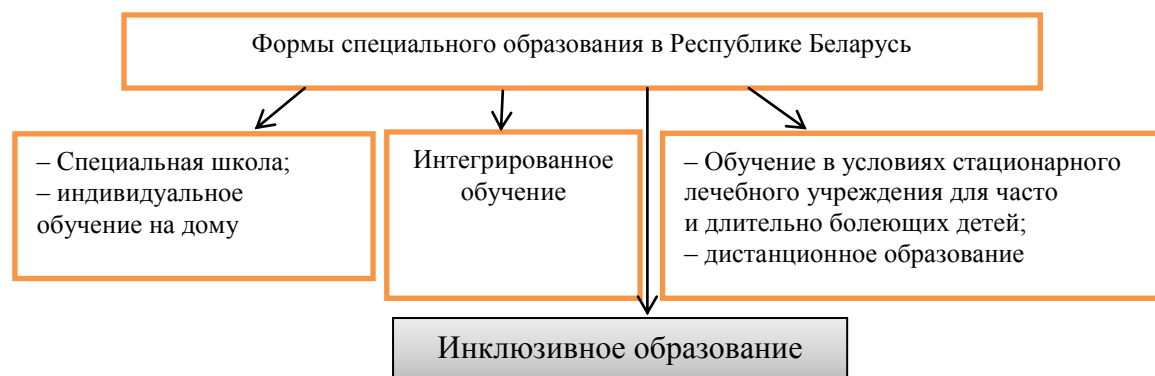 Формы специального образования в Республике Беларусь
– Специальная школа;
– индивидуальное
обучение на дому
Интегрированное
обучение
– Обучение в условиях стационарного
лечебного учреждения для часто
и длительно болеющих детей;
– дистанционное образование
Инклюзивное образование